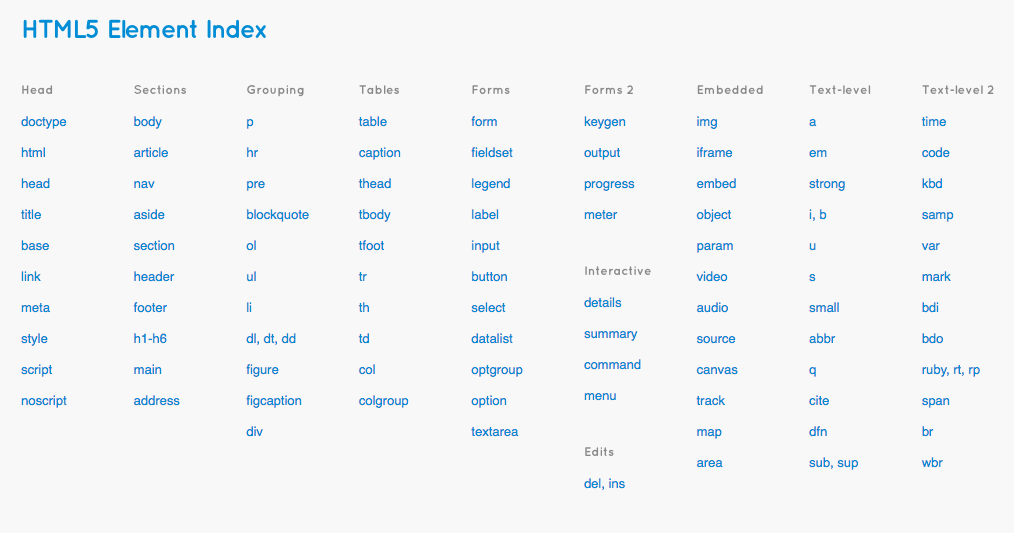 HTML5 Element Index
Head
doctype
html
head
title
base
link
meta
style
script
noscript
Sections
body
article
nav
aside
section
header
footer
h1-h6
main
address
Grouping
p
hr
pre
blockquote
ol
ul
li
dl, dt, dd
figure
figcaption
div
Tables
table
caption
thead
tbody
tfoot
tr
th
td
col
colgroup
Forms
form
fieldset
legend
label
input
button
select
datalist
optgroup
option
textarea
Forms 2
keygen
output
progress
meter
Interactive
details
summary
command
menu
Edits
del, ins
Embedded
img
iframe
embed
object
param
video
audio
source
canvas
track
map
area
Text-level
a
em
strong
i, b
u
s
small
abbr
q
cite
dfn
sub, sup
Text-level 2
time
code
kbd
samp
var
mark
bdi
bdo
ruby, rt, rp
span
br
wbr